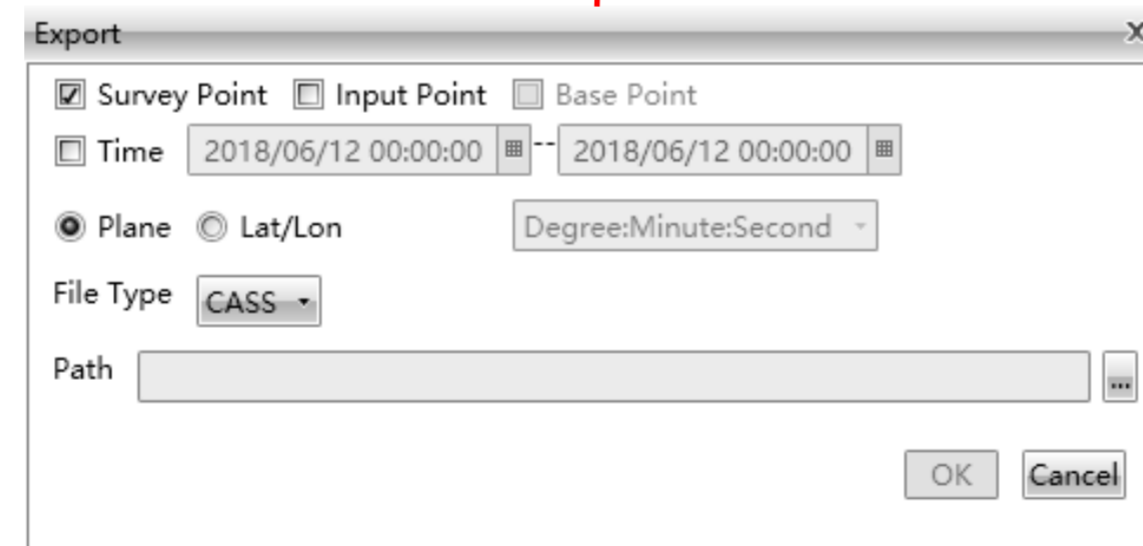 Export
Survey Point Input Point Base Point
Time 2018/06/12 00:00:00 -- 2018/06/12 00:00:00
Plane Lat/Lon Degree:Minute:Second
File Type CASS
Path ...
OK Cancel